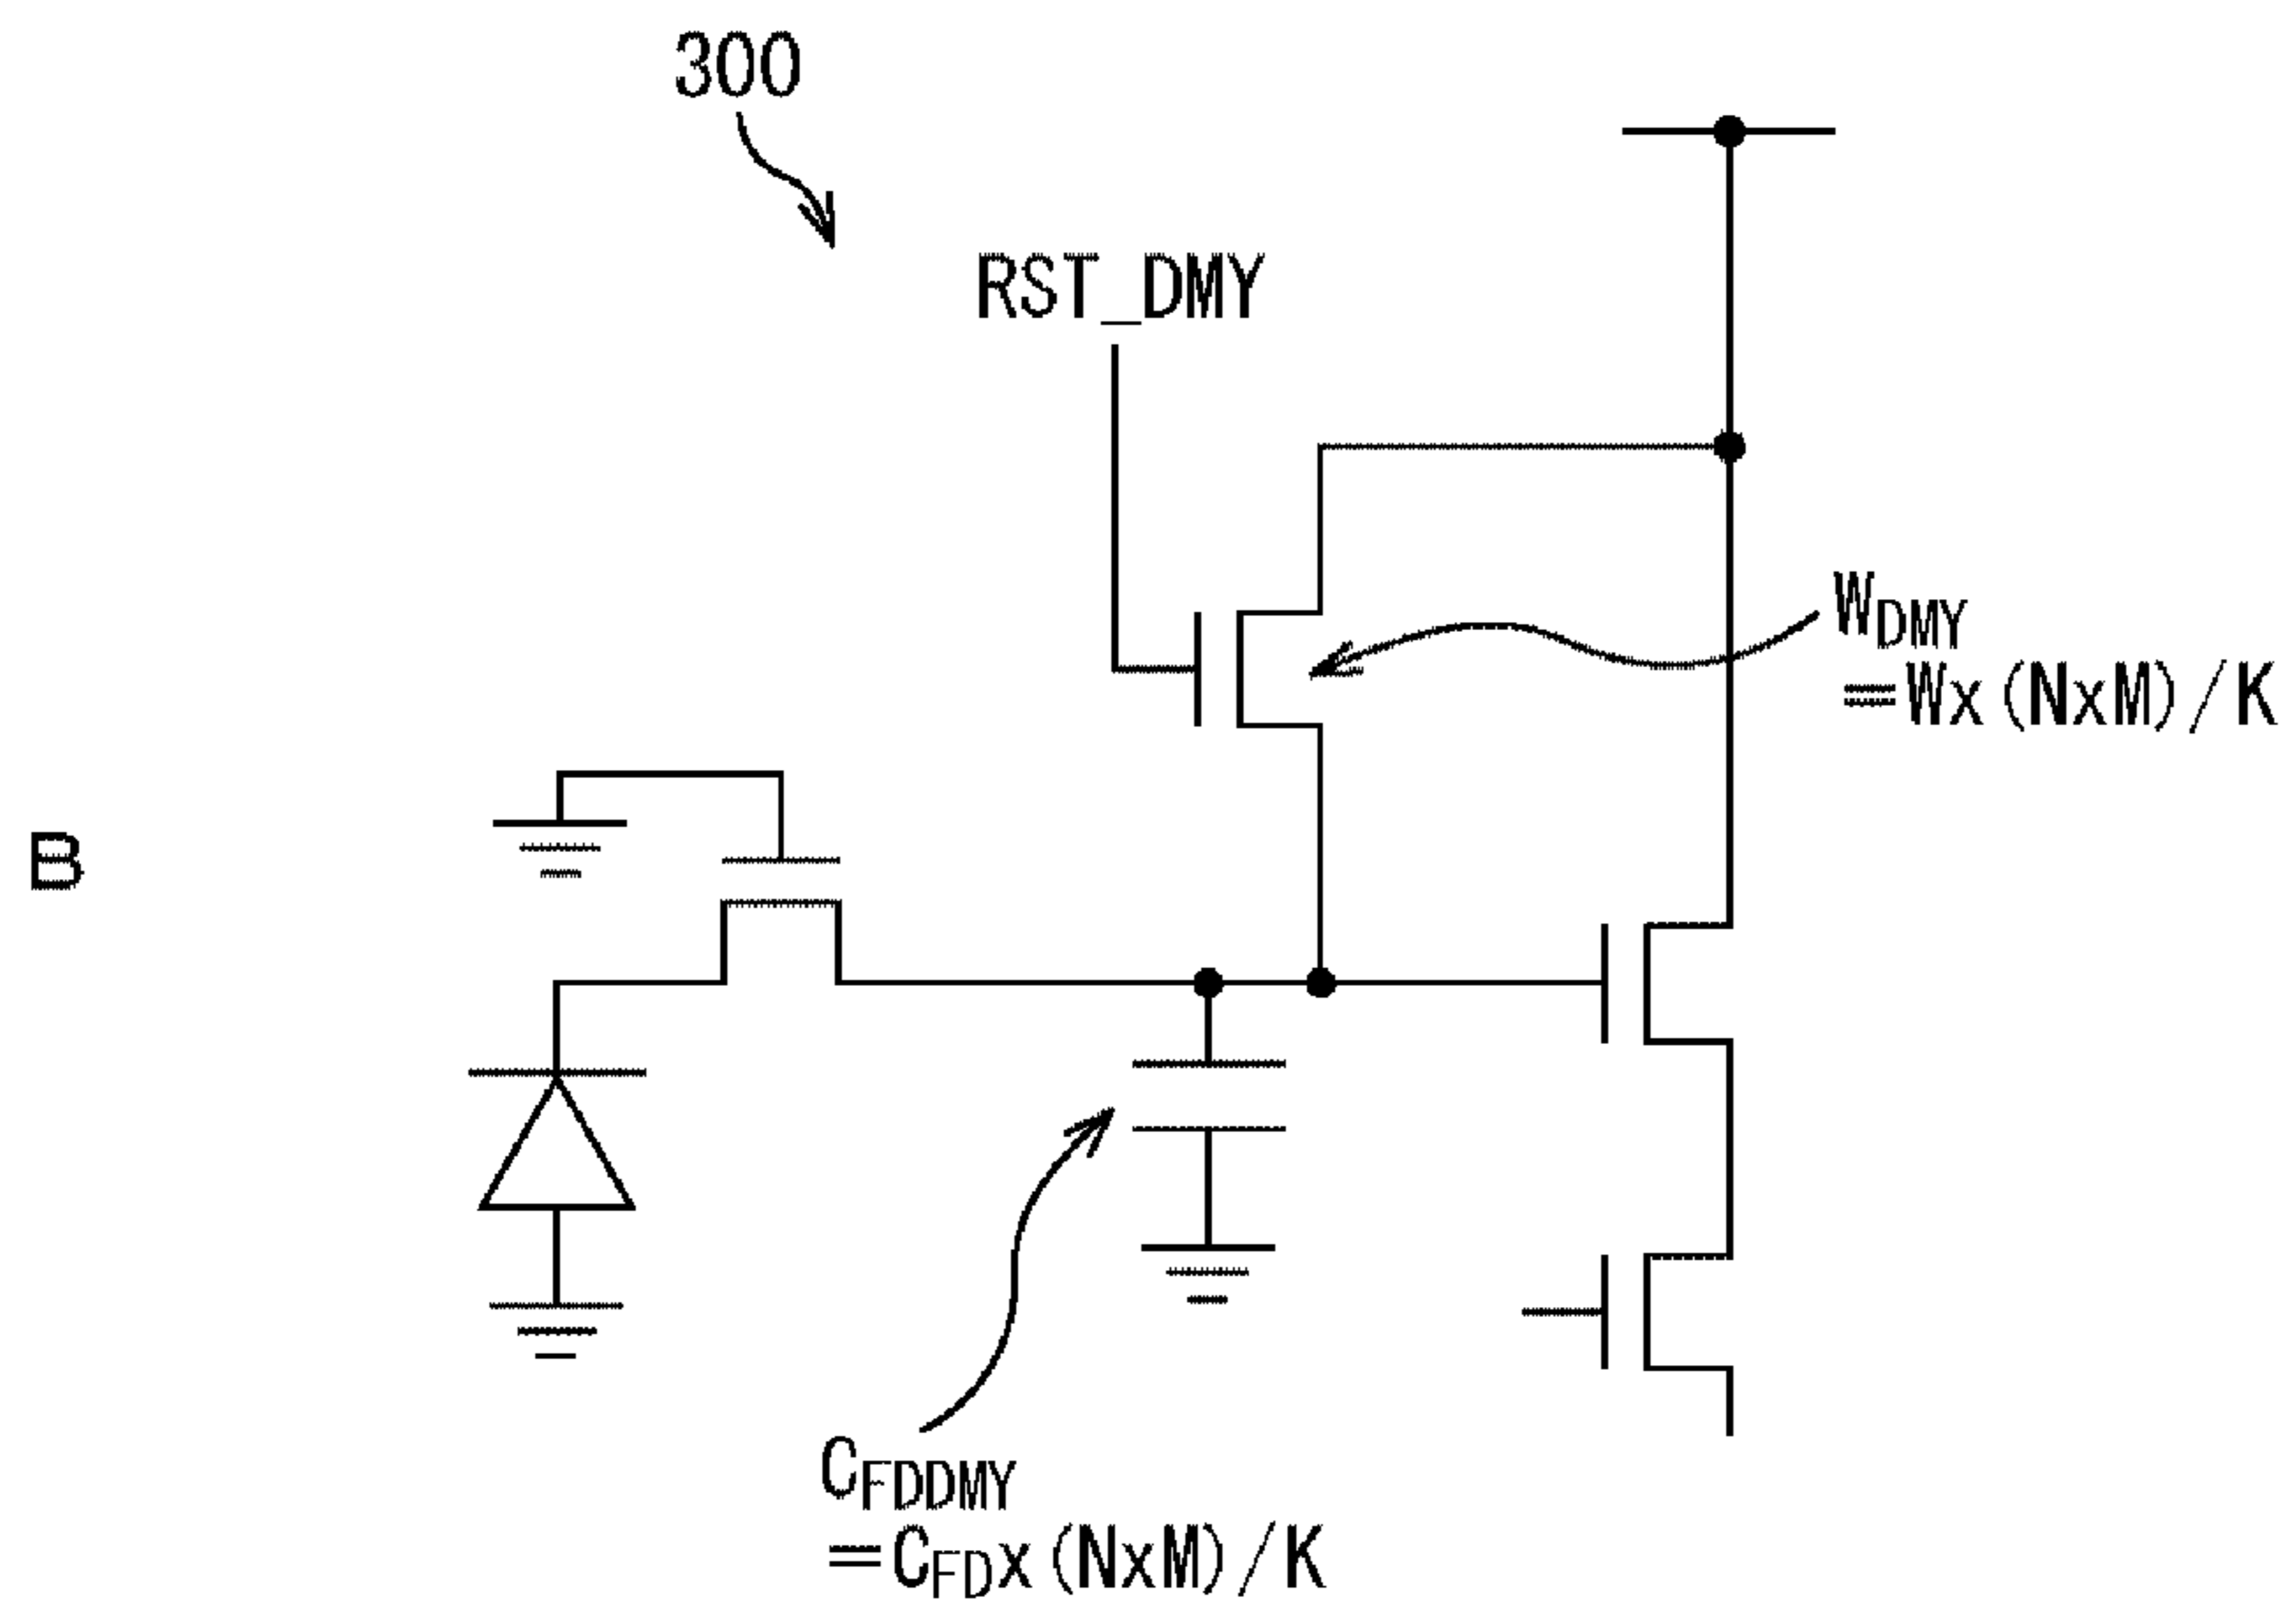 300
RST_DMY
WDMY
=Wx(NxM)/K
B
CFDDMY
=CFDx(NxM)/K